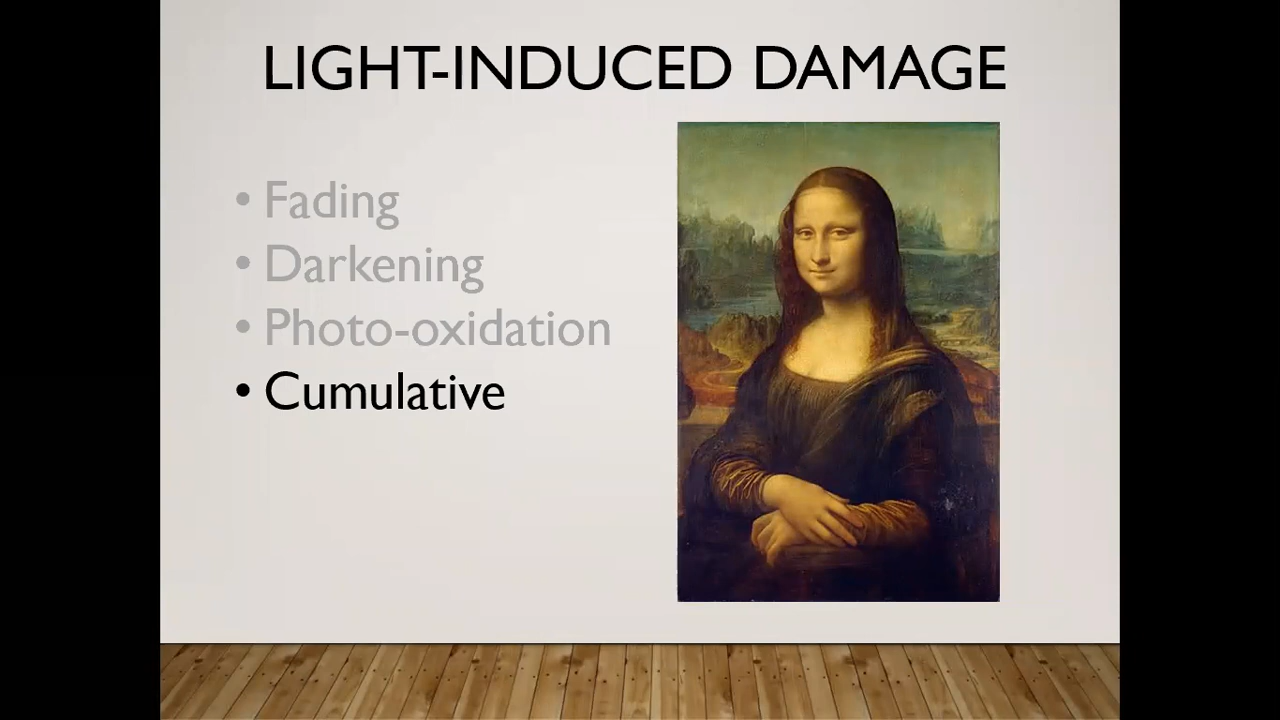 LIGHT-INDUCED DAMAGE
• Fading
• Darkening
• Photo-oxidation
• Cumulative